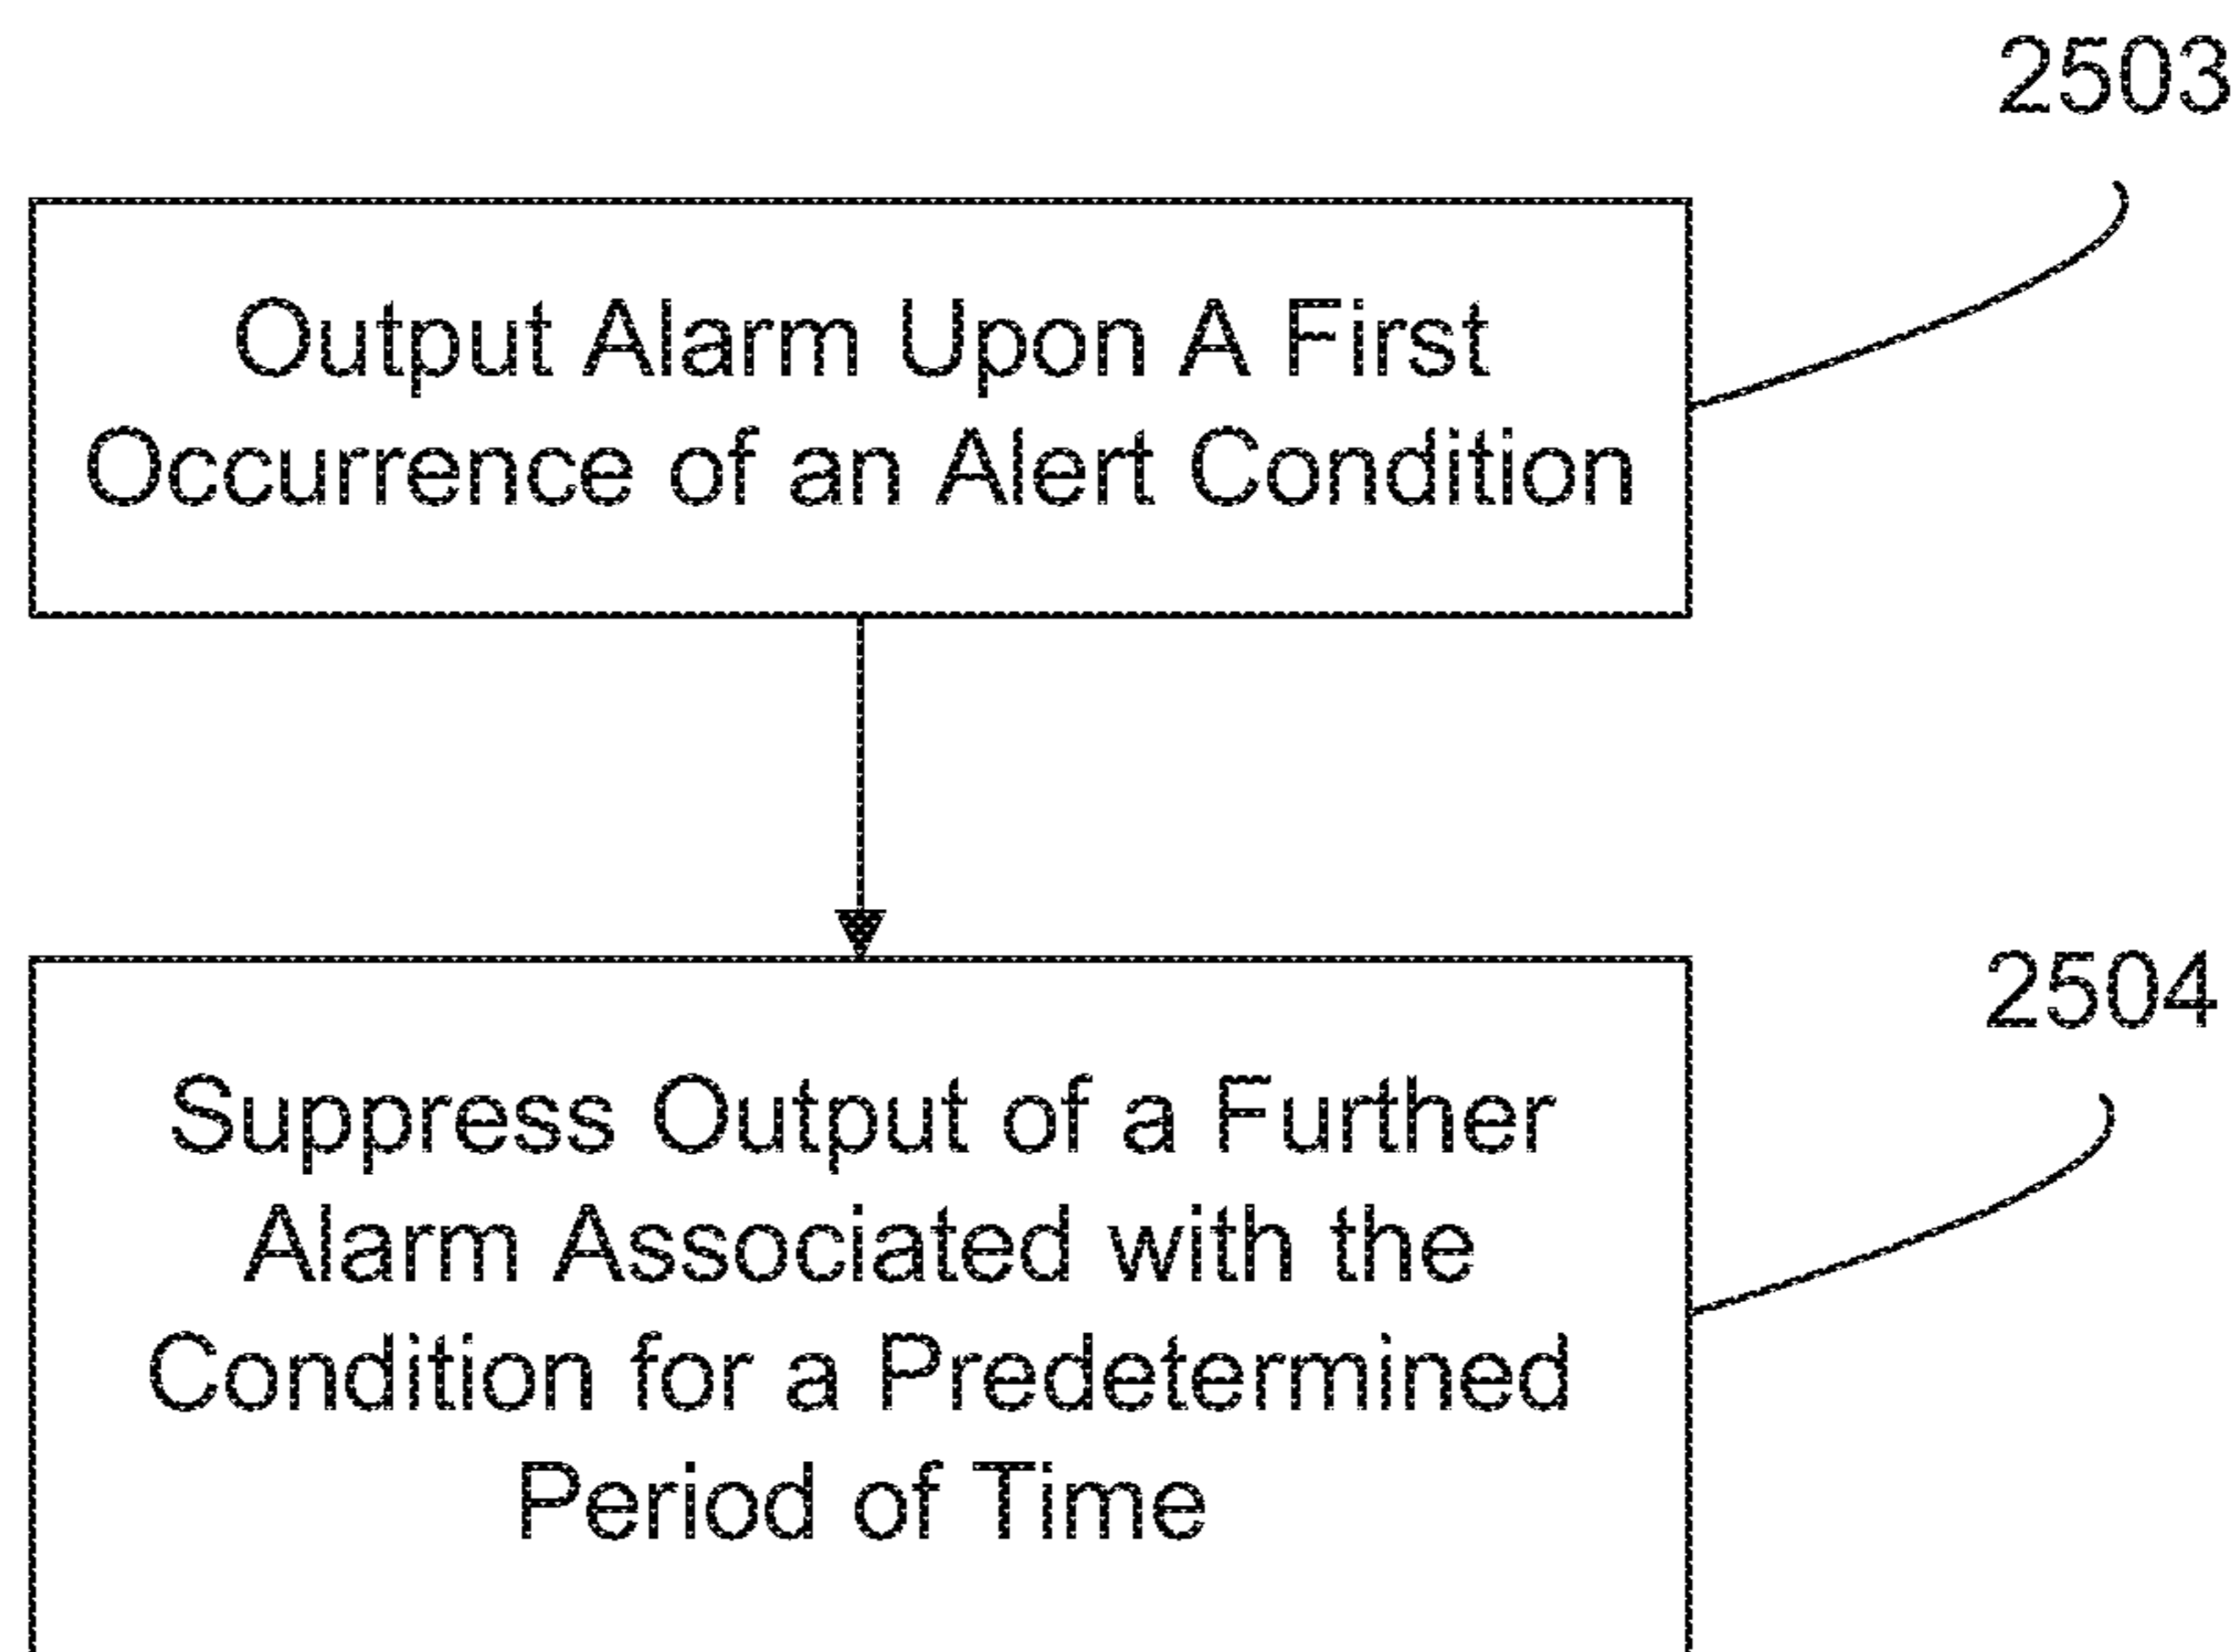 2503
Output Alarm Upon A First
Occurrence of an Alert Condition
2504
Suppress Output of a Further
Alarm Associated with the
Condition for a Predetermined
Period of Time